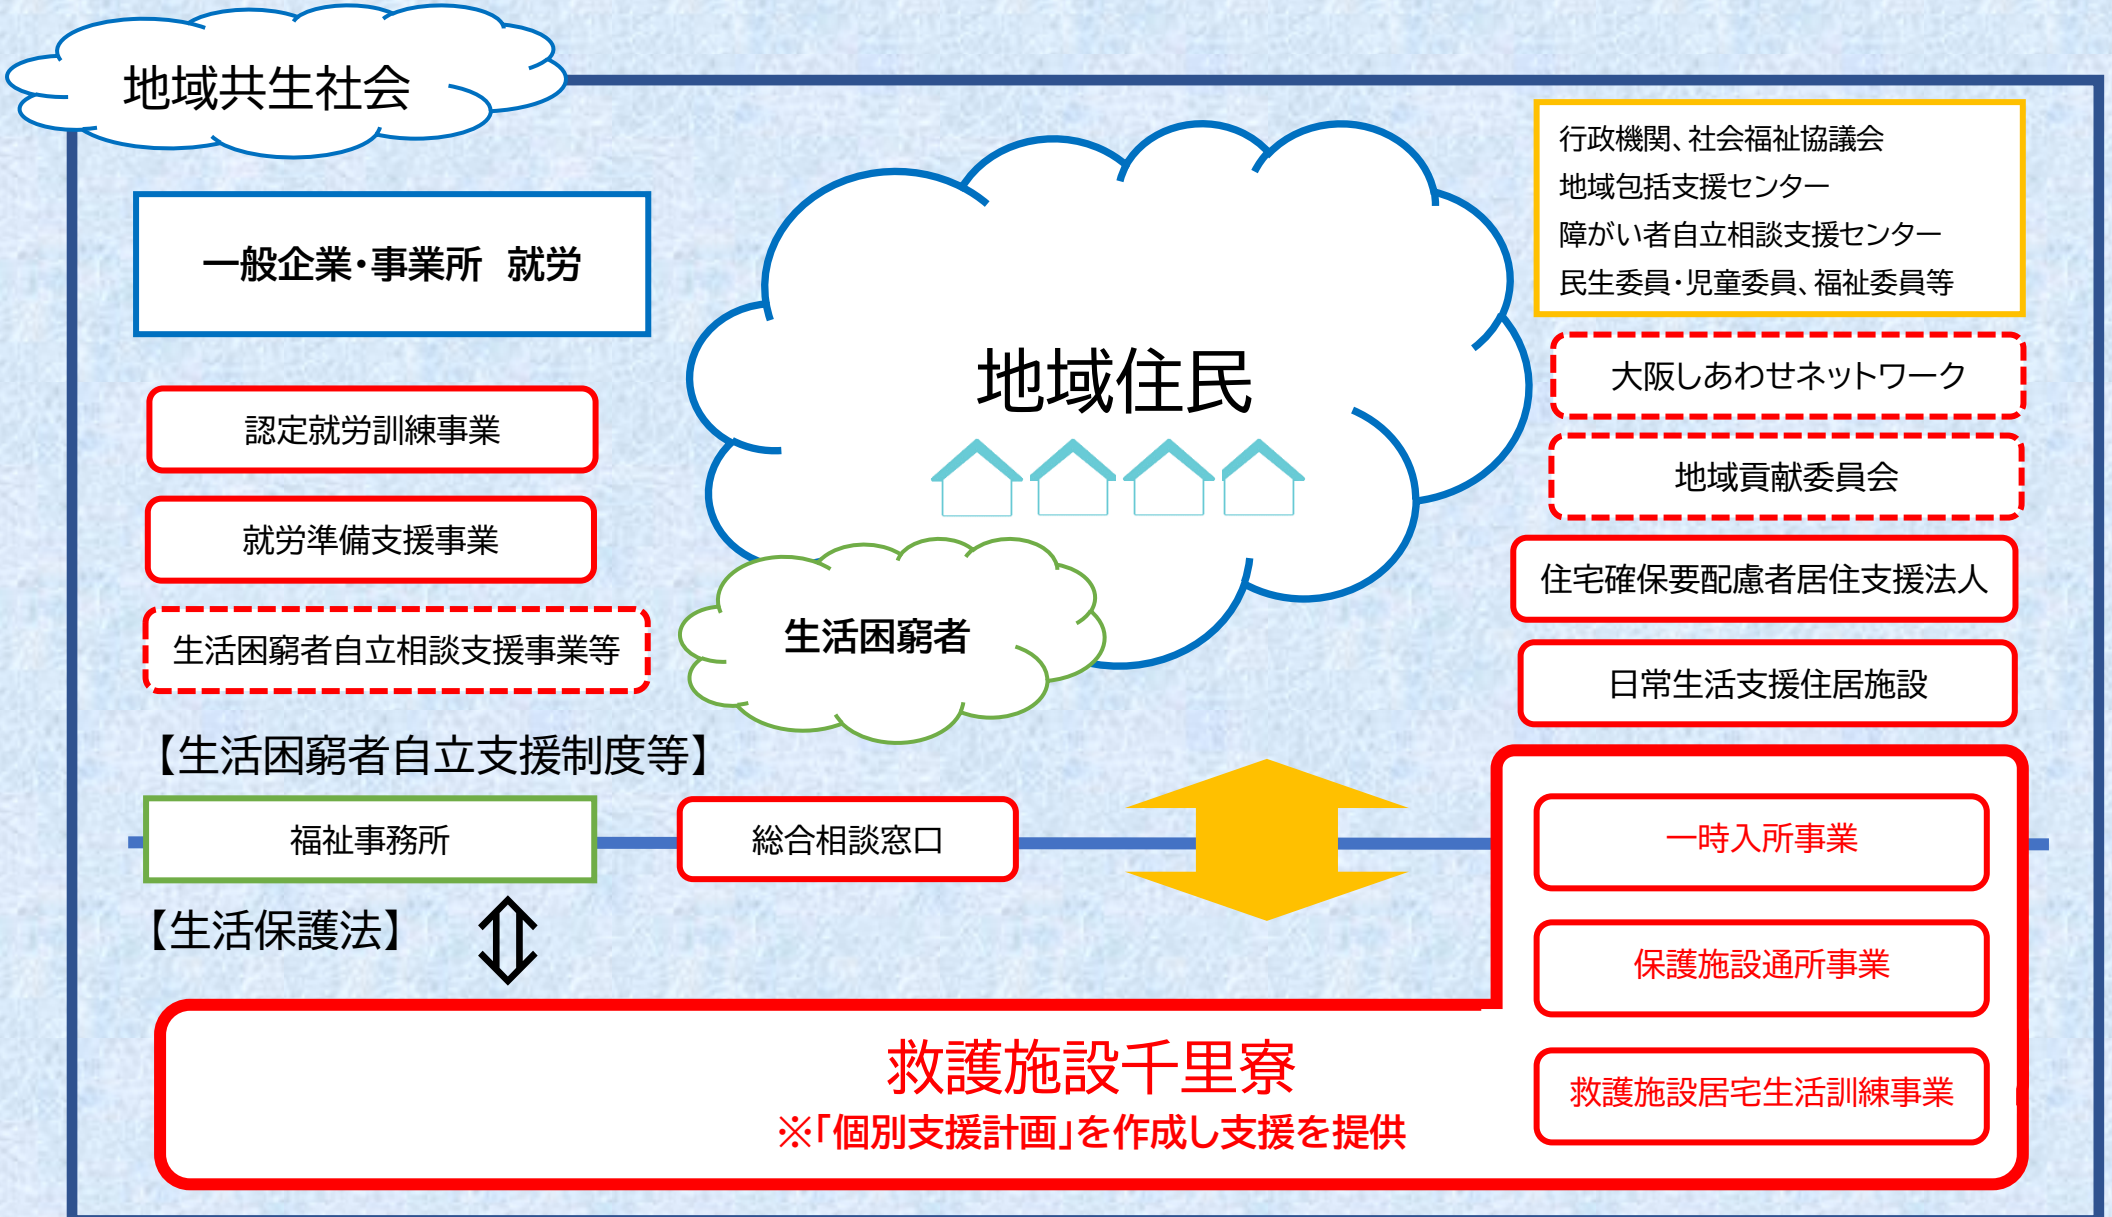 地域共生社会
一般企業・事業所　就労
認定就労訓練事業
就労準備支援事業
生活困窮者自立相談支援事業等
地域住民
生活困窮者
行政機関、社会福祉協議会
地域包括支援センター
障がい者自立相談支援センター
民生委員・児童委員、福祉委員等
大阪しあわせネットワーク
地域貢献委員会
住宅確保要配慮者居住支援法人
日常生活支援住居施設
【生活困窮者自立支援制度等】
福祉事務所
総合相談窓口
【生活保護法】
一時入所事業
保護施設通所事業
救護施設居宅生活訓練事業
救護施設千里寮
※「個別支援計画」を作成し支援を提供